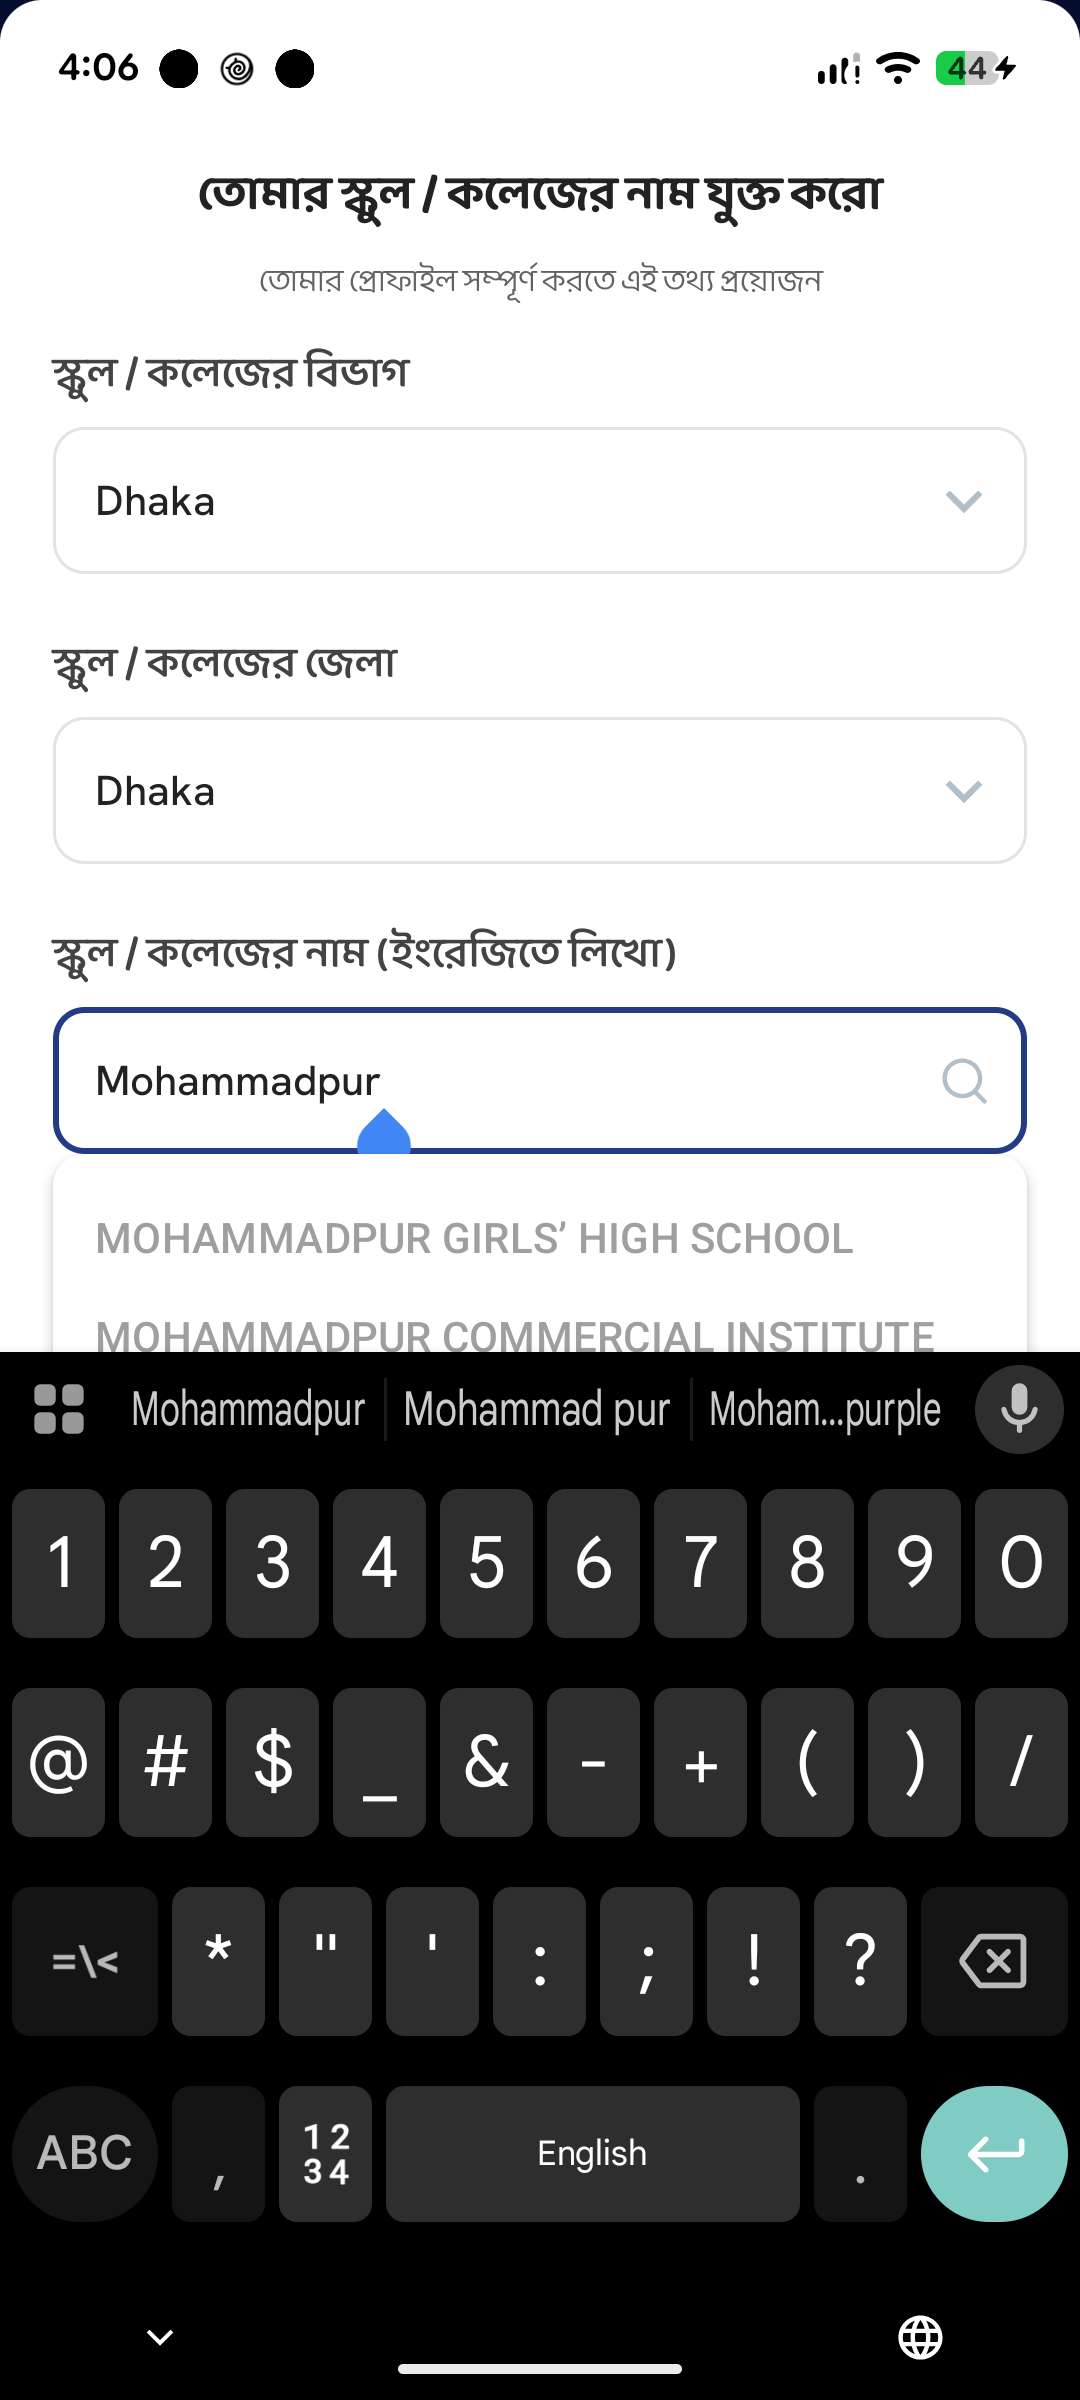 4:06
44
তোমার স্কুল / কলেজের নাম যুক্ত করো
তোমার প্রোফাইল সম্পূর্ণ করতে এই তথ্য প্রয়োজন
স্কুল / কলেজের বিভাগ
Dhaka
স্কুল / কলেজের জেলা
Dhaka
স্কুল / কলেজের নাম (ইংরেজিতে লিখো)
Mohammadpur
MOHAMMADPUR GIRLS’ HIGH SCHOOL
MOHAMMADPUR COMMERCIAL INSTITUTE
Mohammadpur Mohammad pur Moham...purple
1 2 3 4 5 6 7 8 9 0
@ # $ _ & - + ( ) /
=\< * " ' : ; ! ?
ABC , 12 34 English .